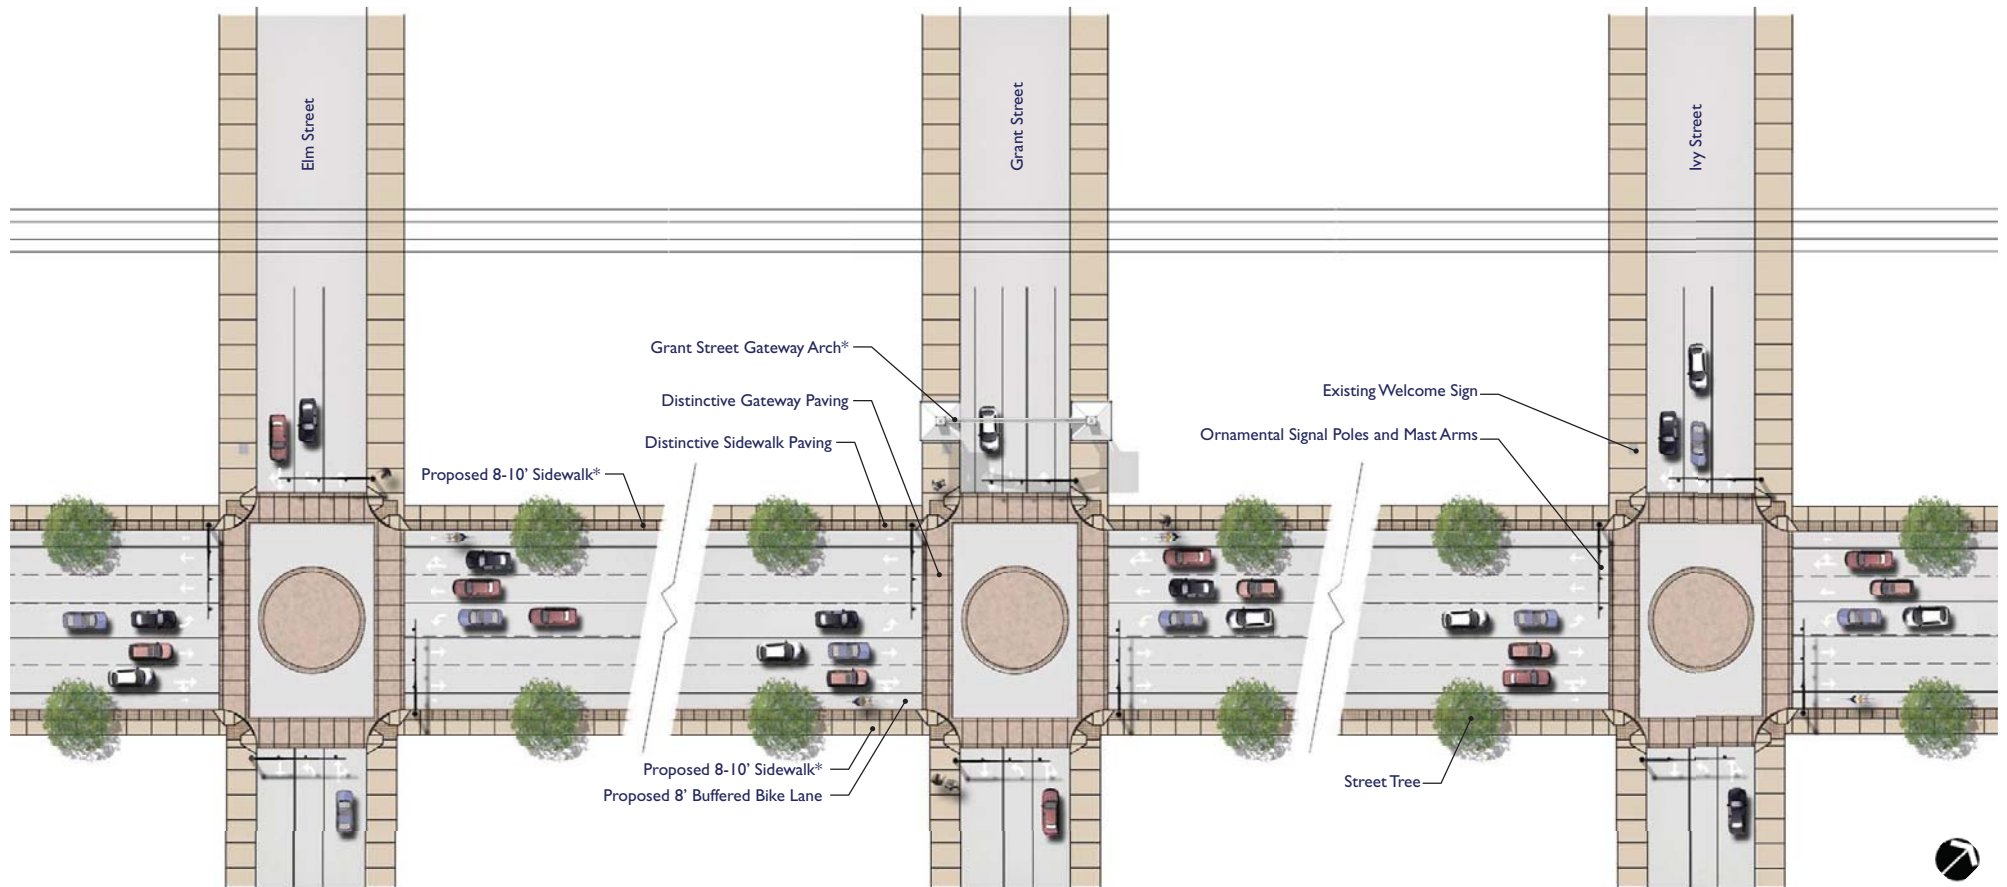 Elm Street
Grant Street
Ivy Street
Grant Street Gateway Arch*
Distinctive Gateway Paving
Distinctive Sidewalk Paving
Proposed 8-10’ Sidewalk*
Existing Welcome Sign
Ornamental Signal Poles and Mast Arms
Proposed 8-10’ Sidewalk*
Proposed 8’ Buffered Bike Lane
Street Tree